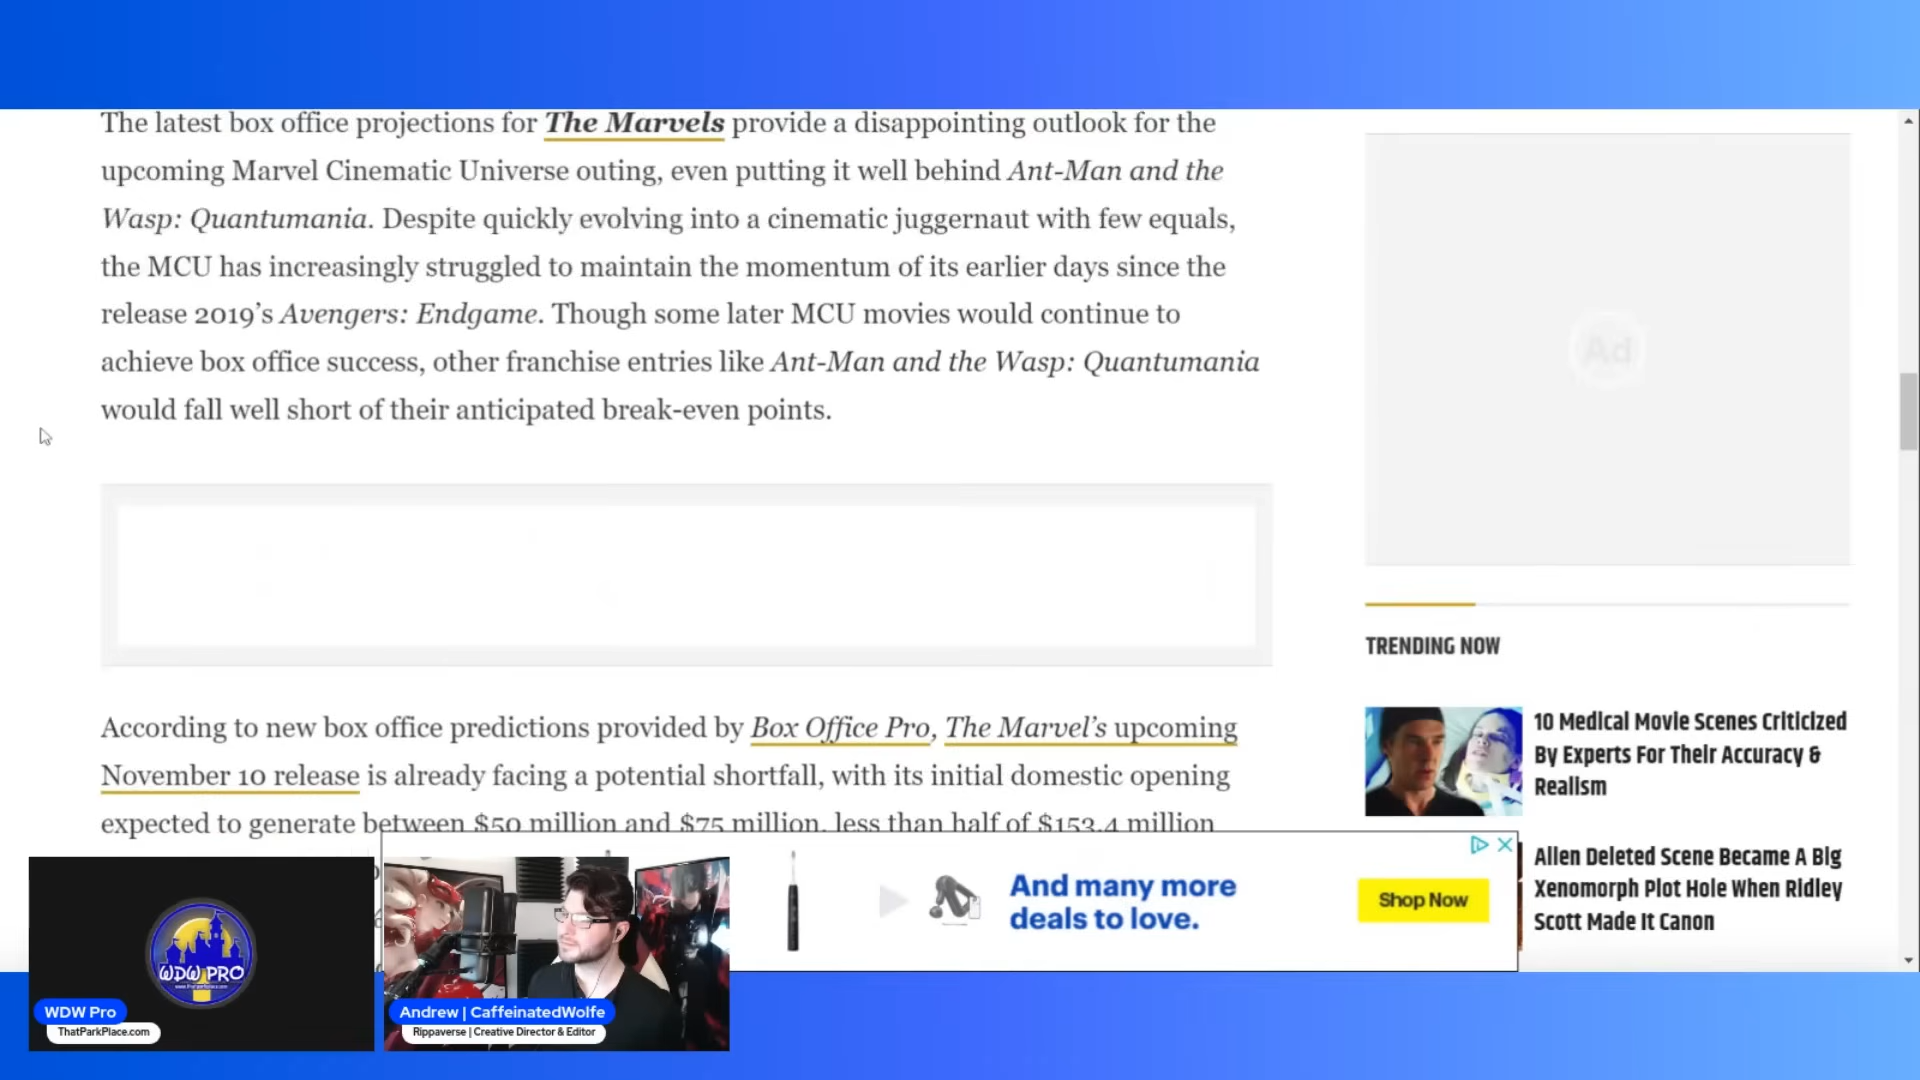 The latest box office projections for The Marvels provide a disappointing outlook for the
upcoming Marvel Cinematic Universe outing, even putting it well behind Ant-Man and the
Wasp: Quantumania. Despite quickly evolving into a cinematic juggernaut with few equals,
the MCU has increasingly struggled to maintain the momentum of its earlier days since the
release 2019’s Avengers: Endgame. Though some later MCU movies would continue to
achieve box office success, other franchise entries like Ant-Man and the Wasp: Quantumania
would fall well short of their anticipated break-even points.
Ad
TRENDING NOW
10 Medical Movie Scenes Criticized
By Experts For Their Accuracy &
Realism
Alien Deleted Scene Became A Big
Xenomorph Plot Hole When Ridley
Scott Made It Canon
According to new box office predictions provided by Box Office Pro, The Marvel’s upcoming
November 10 release is already facing a potential shortfall, with its initial domestic opening
expected to generate between $50 million and $75 million, less than half of $153.4 million
And many more
deals to love.
Shop Now
WDW PRO
WDW Pro
ThatParkPlace.com
Andrew | CaffeinatedWolfe
Rippaverse | Creative Director & Editor